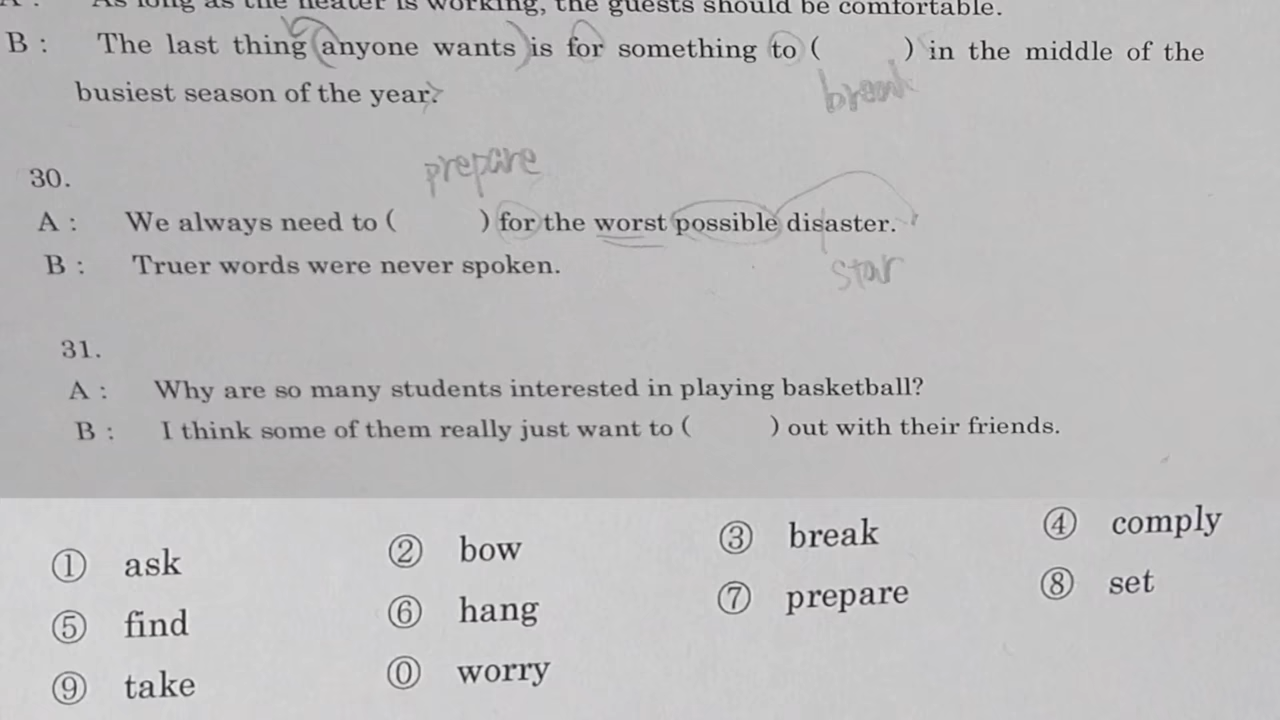 A : As long as the heater is working, the guests should be comfortable.
B : The last thing anyone wants is for something to ( ) in the middle of the
break
busiest season of the year?
30.
prepare
A : We always need to ( ) for the worst possible disaster.
B : Truer words were never spoken.
star
31.
A : Why are so many students interested in playing basketball?
B : I think some of them really just want to ( ) out with their friends.
① ask ② bow ③ break ④ comply
⑤ find ⑥ hang ⑦ prepare ⑧ set
⑨ take ⓪ worry